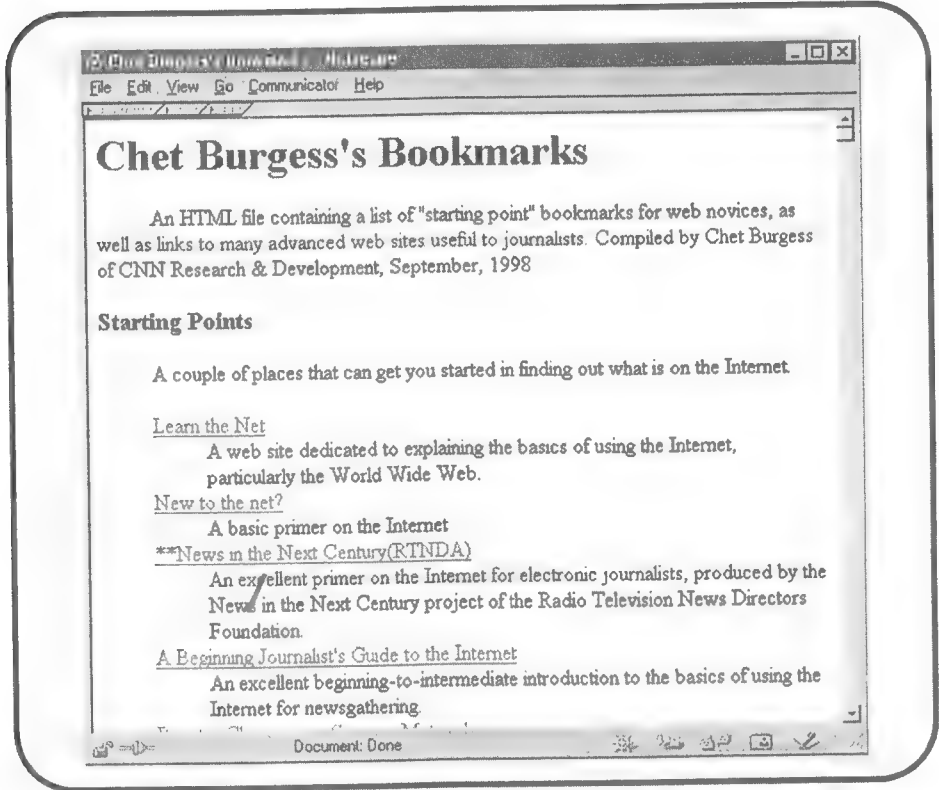 File Edit View Go Communicator Help
Chet Burgess's Bookmarks
An HTML file containing a list of "starting point" bookmarks for web novices, as
well as links to many advanced web sites useful to journalists. Compiled by Chet Burgess
of CNN Research & Development, September, 1998
Starting Points
A couple of places that can get you started in finding out what is on the Internet
Learn the Net
A web site dedicated to explaining the basics of using the Internet,
particularly the World Wide Web.
New to the net?
A basic primer on the Internet
**News in the Next Century(RTNDA)
An excellent primer on the Internet for electronic journalists, produced by the
News in the Next Century project of the Radio Television News Directors
Foundation.
A Beginning Journalist's Guide to the Internet
An excellent beginning-to-intermediate introduction to the basics of using the
Internet for newsgathering.
Document: Done